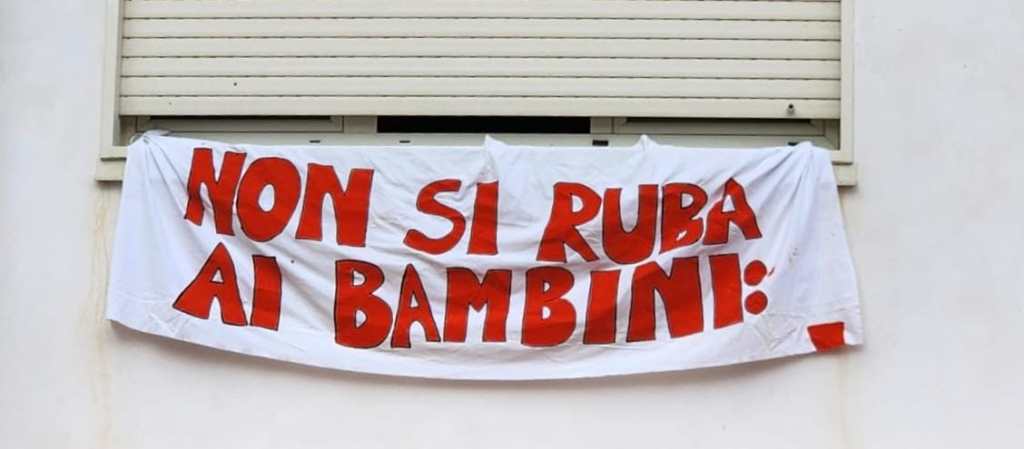 NON SI RUBA
AI BAMBINI: